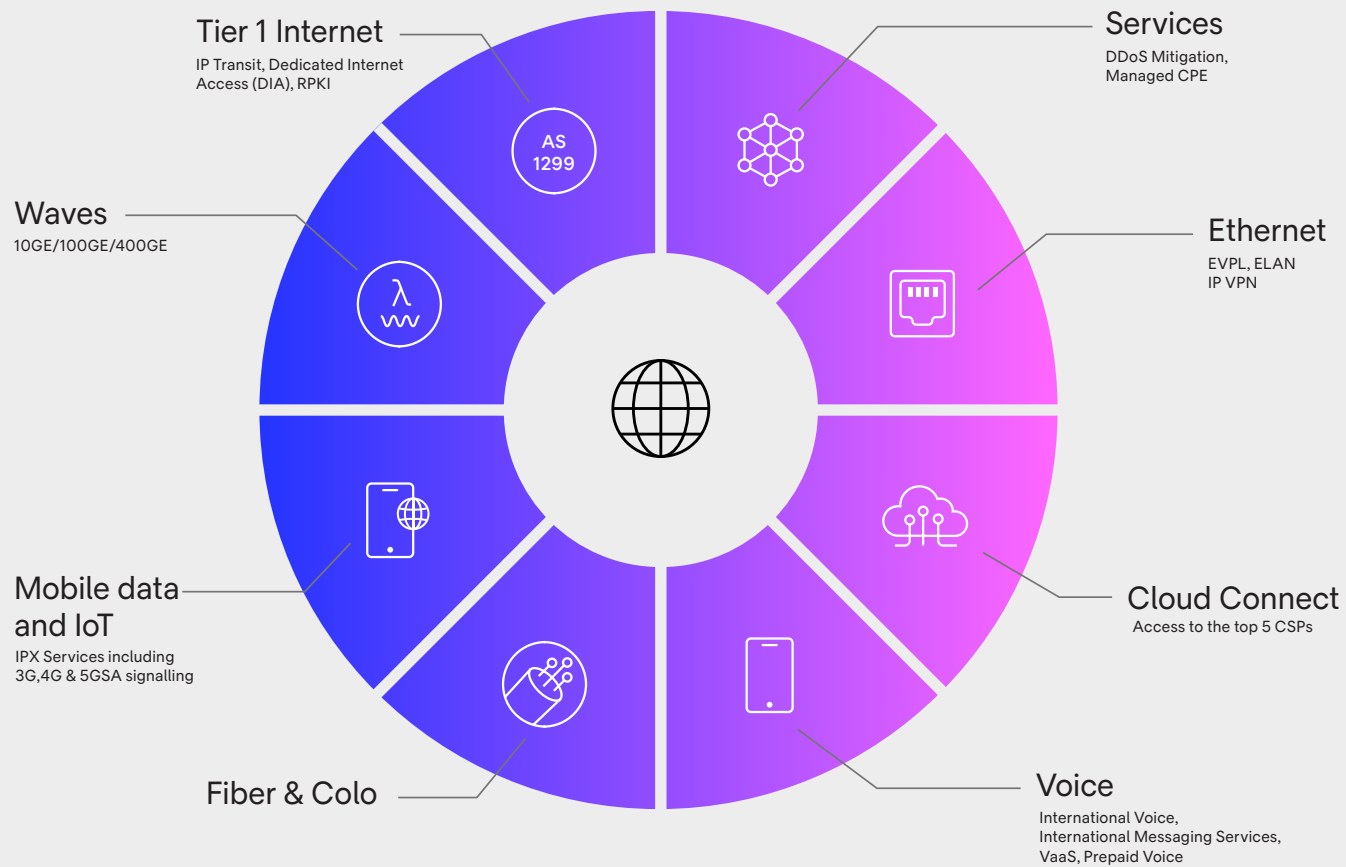 Tier 1 Internet
IP Transit, Dedicated Internet
Access (DIA), RPKI
AS
1299
Services
DDoS Mitigation,
Managed CPE
Waves
10GE/100GE/400GE
λ
Ethernet
EVPL, ELAN
IP VPN
Mobile data
and IoT
IPX Services including
3G,4G & 5GSA signalling
Cloud Connect
Access to the top 5 CSPs
Fiber & Colo
Voice
International Voice,
International Messaging Services,
VaaS, Prepaid Voice